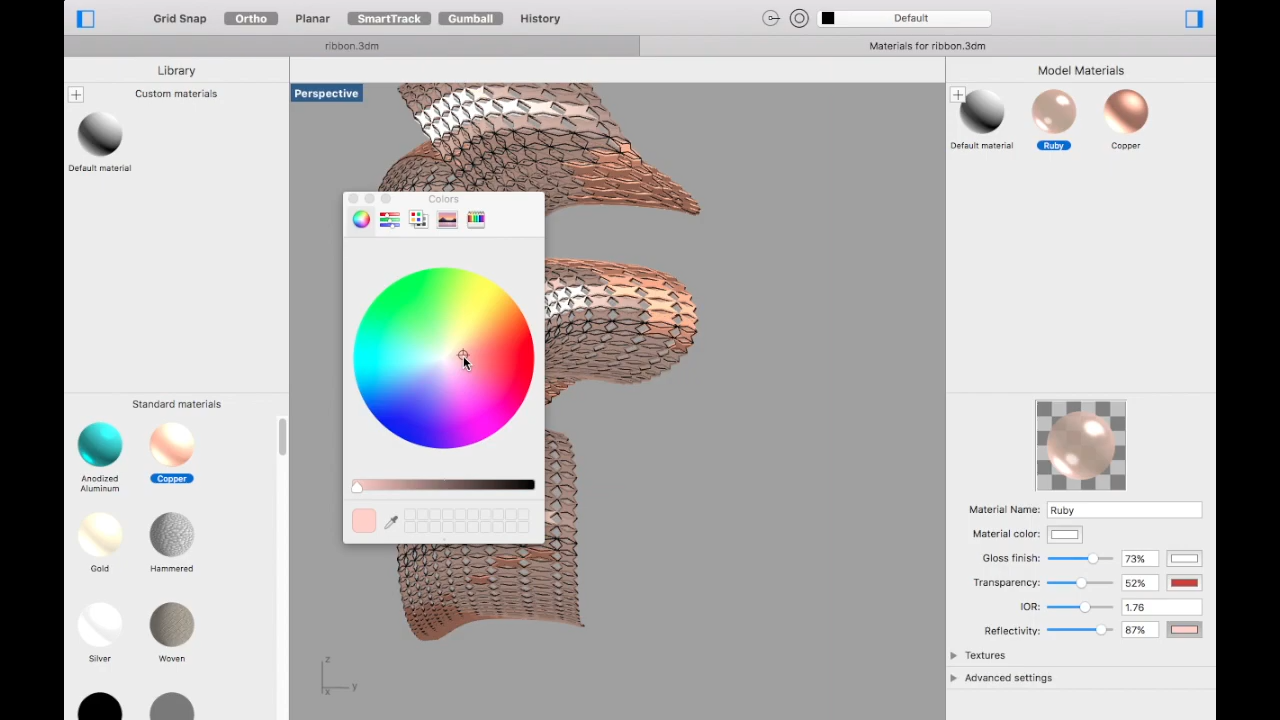 Grid Snap Ortho Planar SmartTrack Gumball History Default
ribbon.3dm Materials for ribbon.3dm
Library
Custom materials
Default material
Standard materials
Anodized
Aluminum
Copper
Gold
Hammered
Silver
Woven
Perspective
Colors
z
x y
Model Materials
Default material
Ruby
Copper
Material Name: Ruby
Material color:
Gloss finish: 73%
Transparency: 52%
IOR: 1.76
Reflectivity: 87%
Textures
Advanced settings